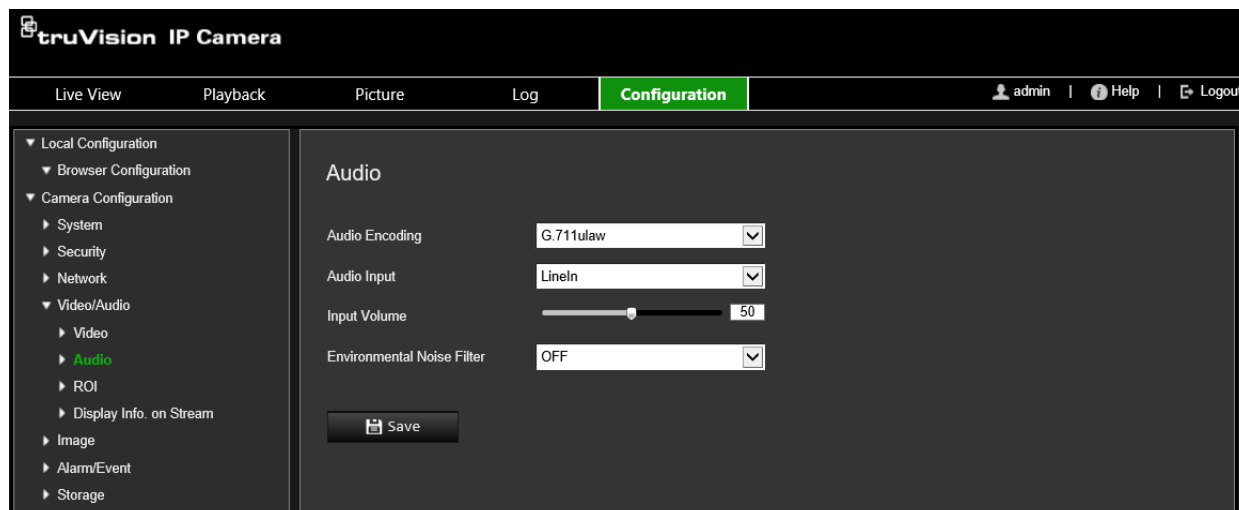 truVision IP Camera
Live View Playback Picture Log Configuration admin | Help | Logout
Local Configuration
Browser Configuration
Camera Configuration
System
Security
Network
Video/Audio
Video
Audio
ROI
Display Info. on Stream
Image
Alarm/Event
Storage
Audio
Audio Encoding G.711ulaw
Audio Input LineIn
Input Volume 50
Environmental Noise Filter OFF
Save